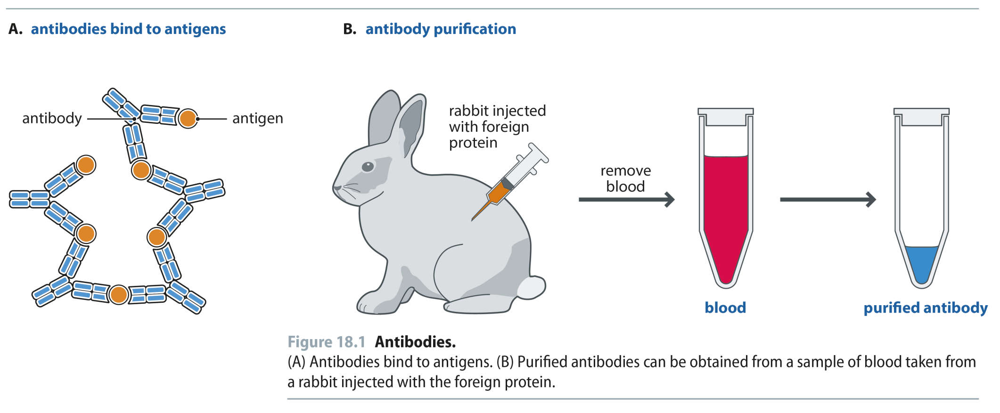 A. antibodies bind to antigens
antibody
antigen
B. antibody purification
rabbit injected
with foreign
protein
remove
blood
blood
purified antibody
Figure 18.1 Antibodies.
(A) Antibodies bind to antigens. (B) Purified antibodies can be obtained from a sample of blood taken from
a rabbit injected with the foreign protein.